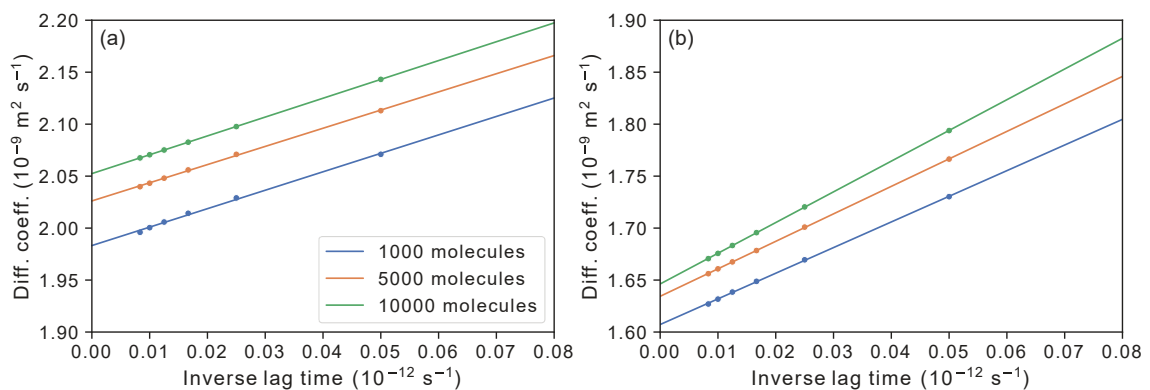 (a)
Diff. coeff. (10⁻⁹ m² s⁻¹)
2.20
2.15
2.10
2.05
2.00
1.95
1.90
1000 molecules
5000 molecules
10000 molecules
0.00 0.01 0.02 0.03 0.04 0.05 0.06 0.07 0.08
Inverse lag time (10⁻¹² s⁻¹)
(b)
Diff. coeff. (10⁻⁹ m² s⁻¹)
1.90
1.85
1.80
1.75
1.70
1.65
1.60
0.00 0.01 0.02 0.03 0.04 0.05 0.06 0.07 0.08
Inverse lag time (10⁻¹² s⁻¹)